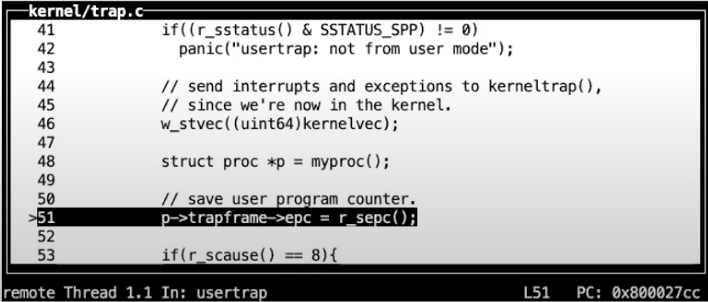 kernel/trap.c
41 if((r_sstatus() & SSTATUS_SPP) != 0)
42 panic("usertrap: not from user mode");
43
44 // send interrupts and exceptions to kerneltrap(),
45 // since we're now in the kernel.
46 w_stvec((uint64)kernelvec);
47
48 struct proc *p = myproc();
49
50 // save user program counter.
>51 p->trapframe->epc = r_sepc();
52
53 if(r_scause() == 8){
remote Thread 1.1 In: usertrap L51 PC: 0x800027cc